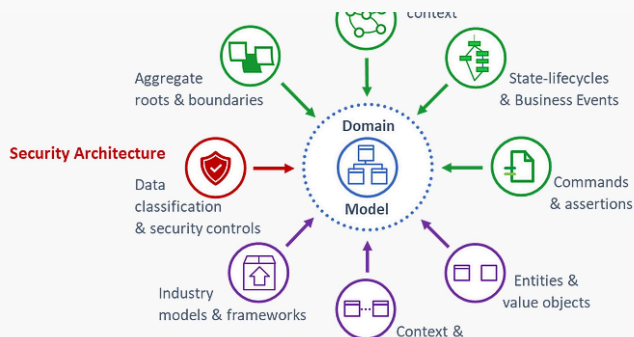 context
Aggregate
roots & boundaries
State-lifecycles
& Business Events
Domain
Model
Security Architecture
Data
classification
& security controls
Commands
& assertions
Industry
models & frameworks
Entities &
value objects
Context &